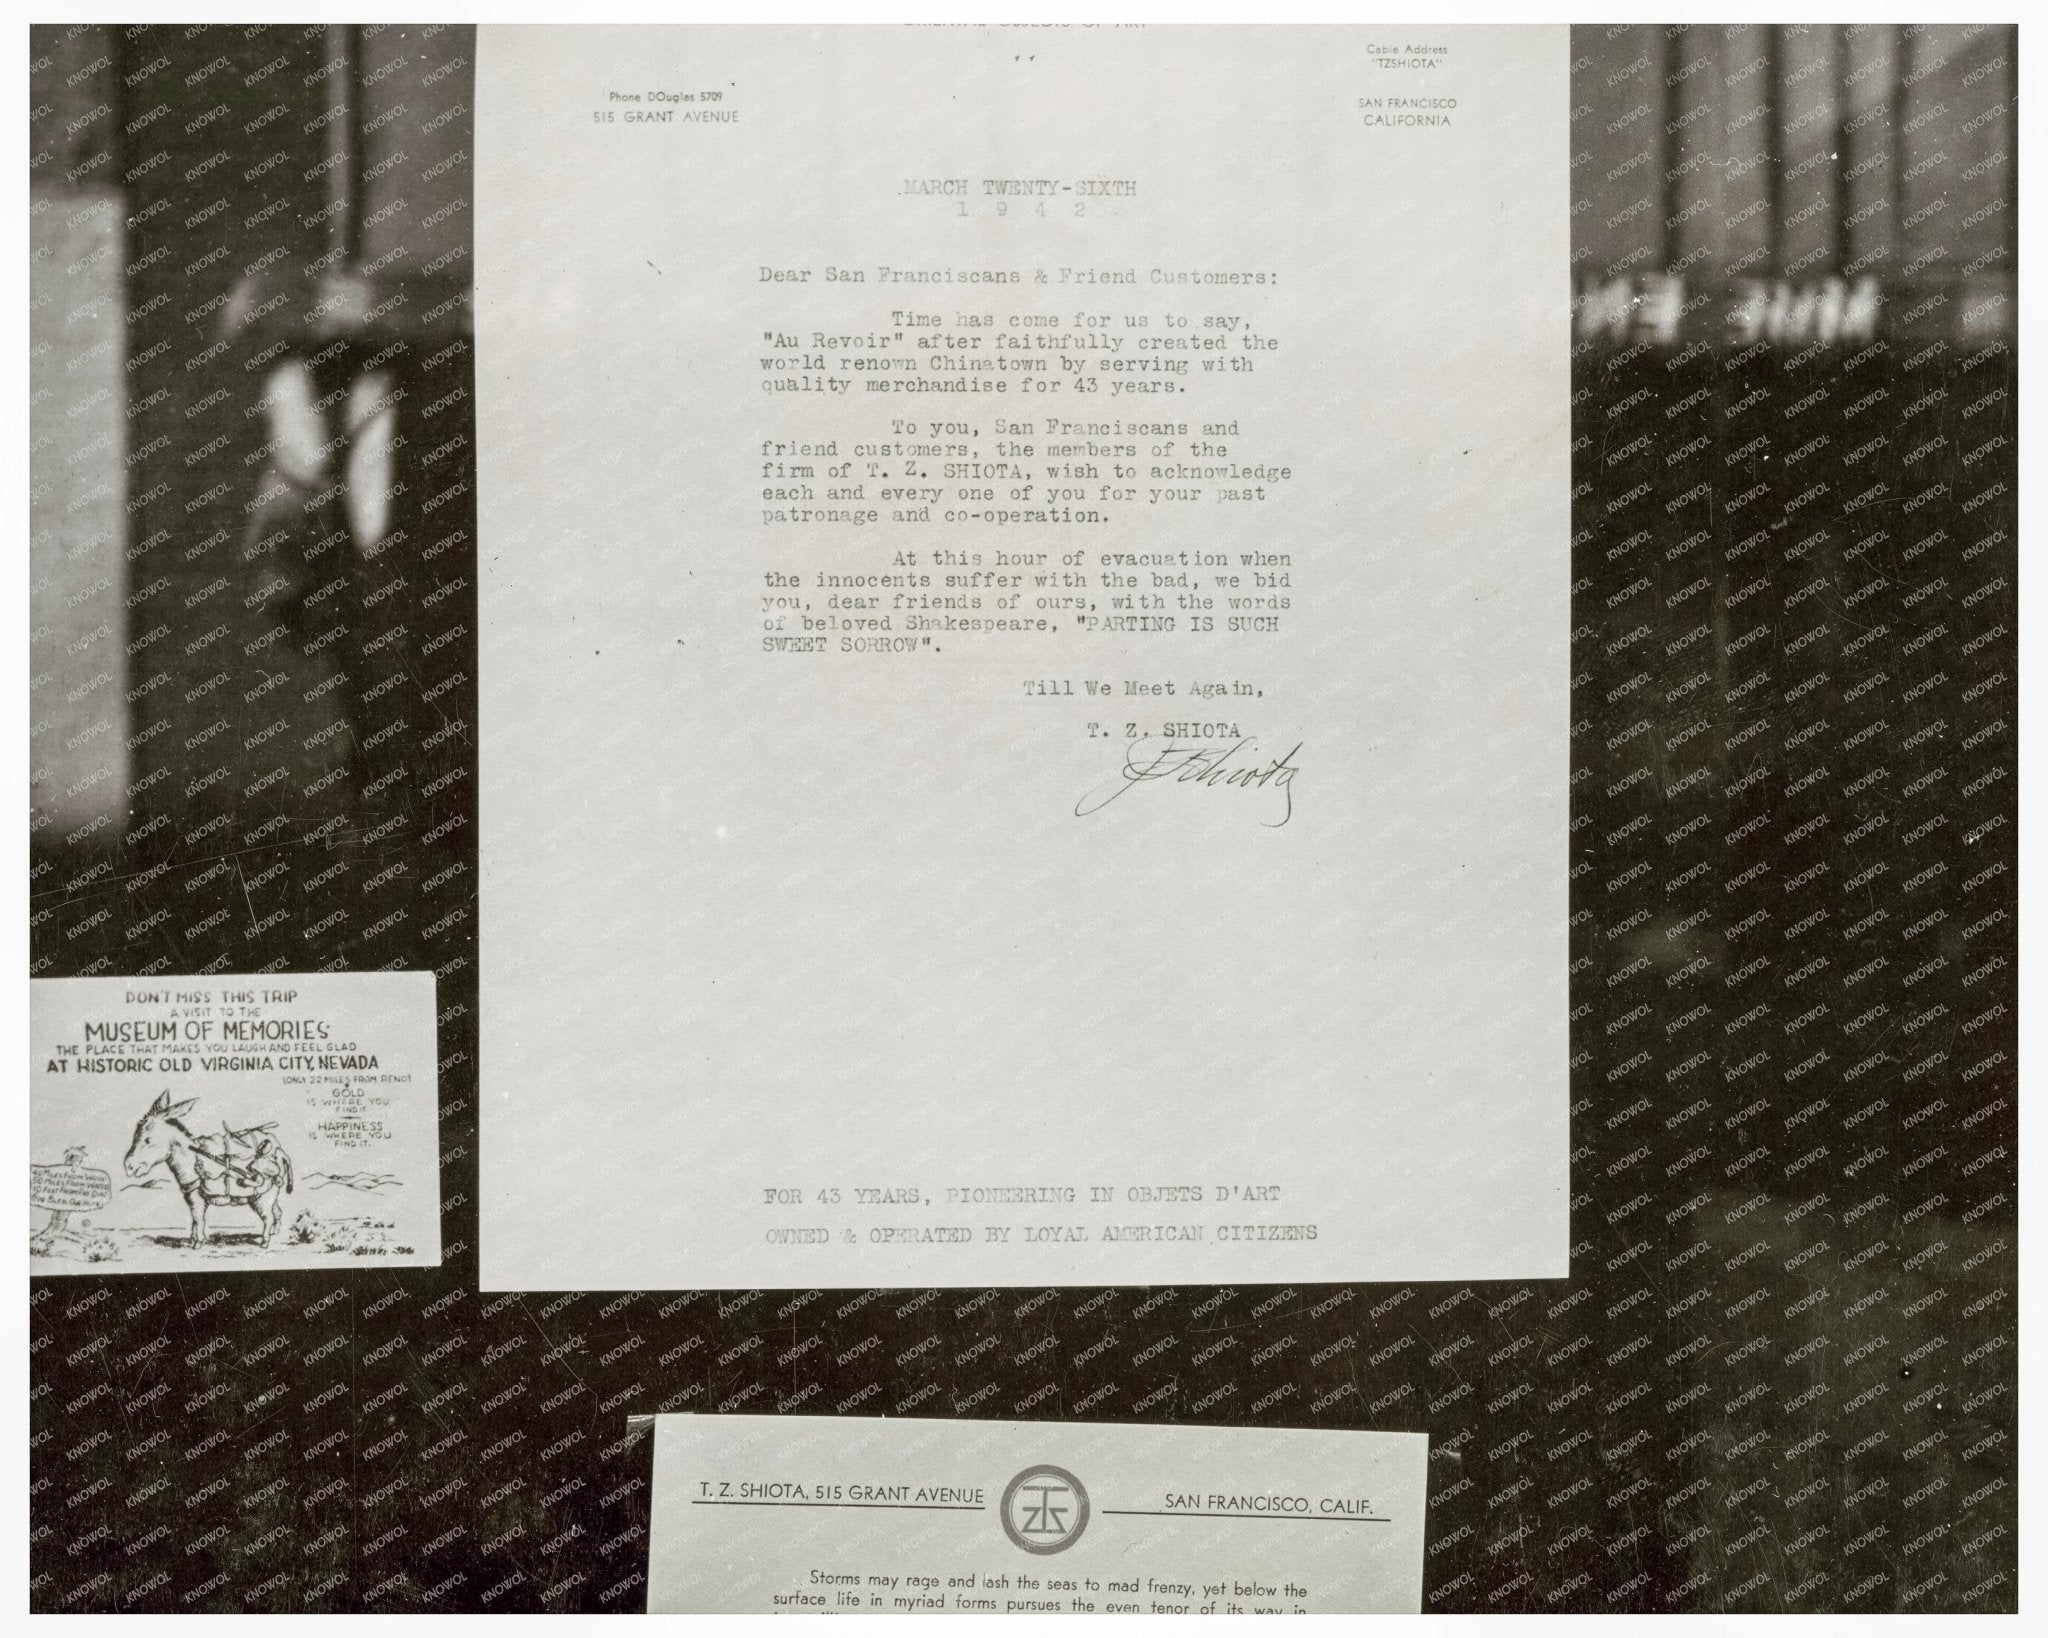 ORIENTAL OBJECTS OF ART
Phone DOuglas 5709
515 GRANT AVENUE
Cable Address
"TZSHIOTA"
SAN FRANCISCO
CALIFORNIA
MARCH TWENTY-SIXTH
1 9 4 2
Dear San Franciscans & Friend Customers:
Time has come for us to say,
"Au Revoir" after faithfully created the
world renown Chinatown by serving with
quality merchandise for 43 years.
To you, San Franciscans and
friend customers, the members of the
firm of T. Z. SHIOTA, wish to acknowledge
each and every one of you for your past
patronage and co-operation.
At this hour of evacuation when
the innocents suffer with the bad, we bid
you, dear friends of ours, with the words
of beloved Shakespeare, "PARTING IS SUCH
SWEET SORROW".
Till We Meet Again,
T. Z. SHIOTA
FOR 43 YEARS, PIONEERING IN OBJETS D'ART
OWNED & OPERATED BY LOYAL AMERICAN CITIZENS
DON'T MISS THIS TRIP
A VISIT TO THE
MUSEUM OF MEMORIES
THE PLACE THAT MAKES YOU LAUGH AND FEEL GLAD
AT HISTORIC OLD VIRGINIA CITY, NEVADA
(ONLY 22 MILES FROM RENO)
GOLD
IS WHERE YOU
FIND IT
HAPPINESS
IS WHERE YOU
FIND IT.
T. Z. SHIOTA, 515 GRANT AVENUE
TZS
SAN FRANCISCO, CALIF.
Storms may rage and lash the seas to mad frenzy, yet below the
surface life in myriad forms pursues the even tenor of its way in
KNOWOL